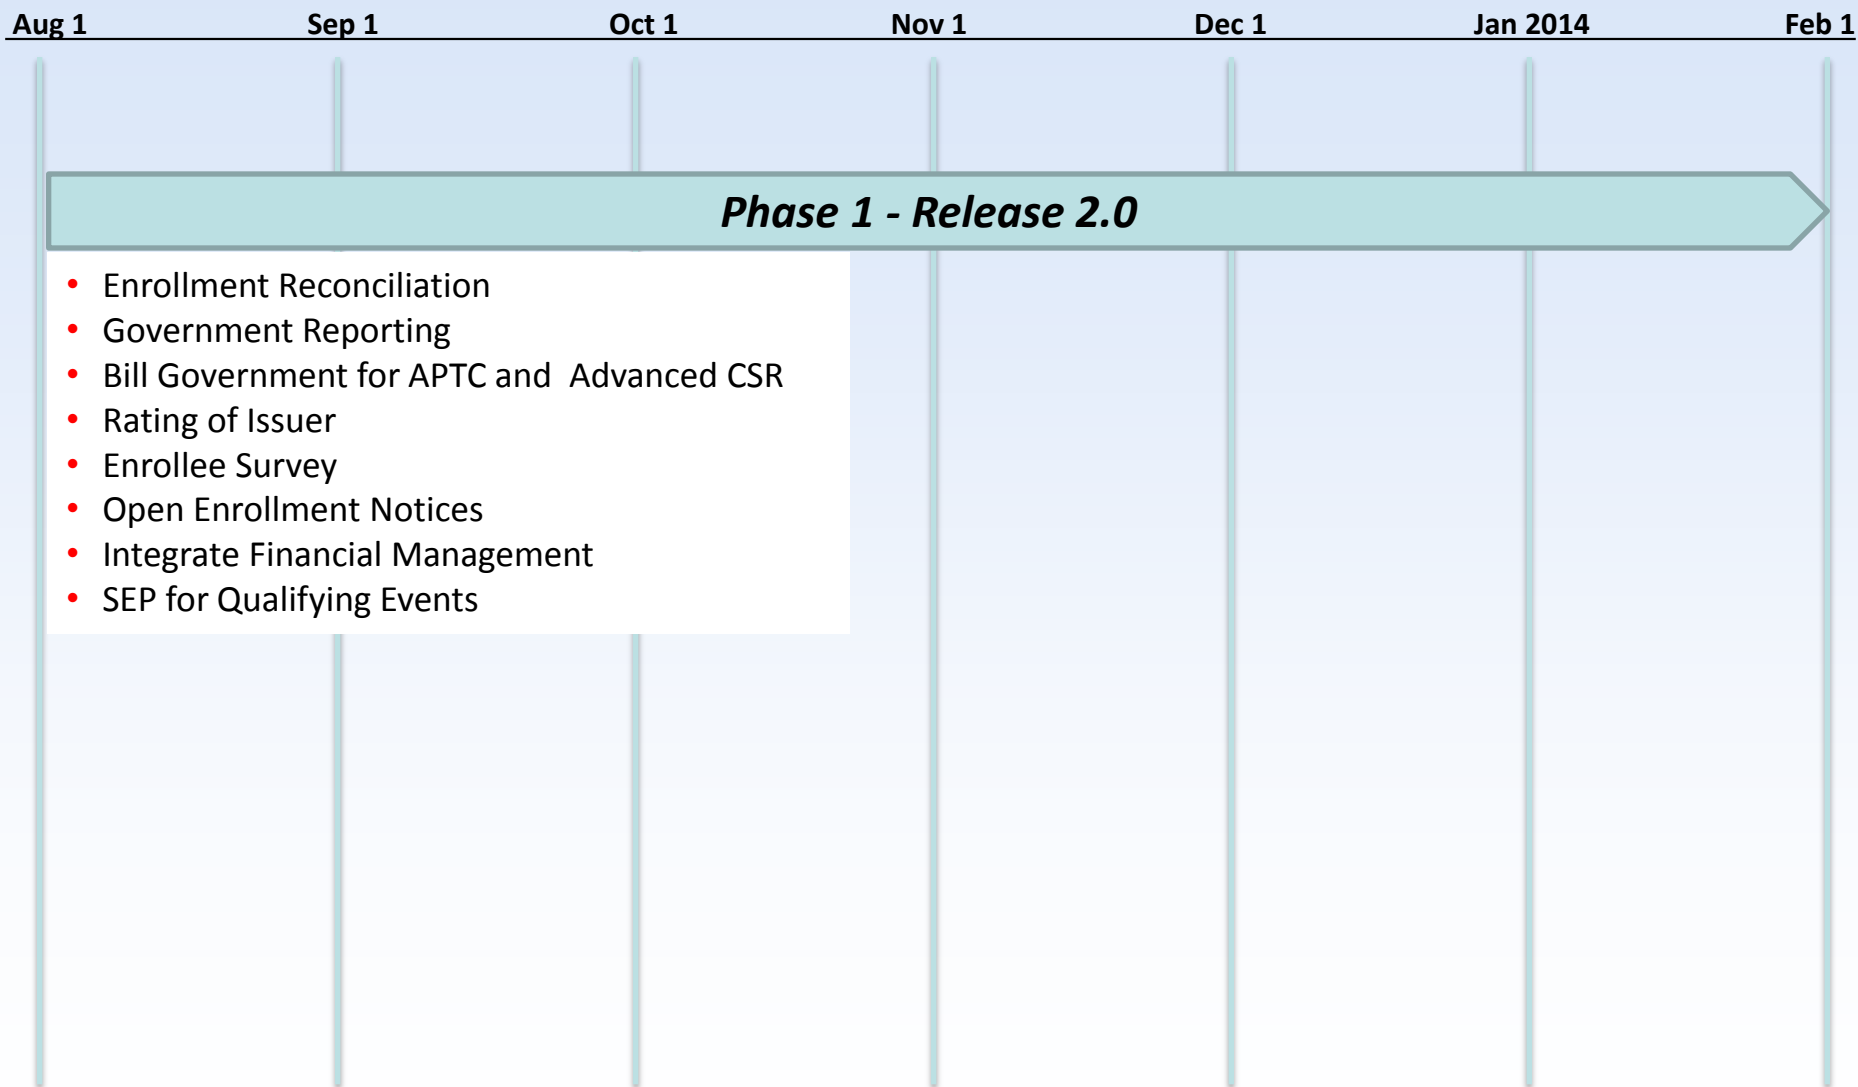 Aug 1 Sep 1 Oct 1 Nov 1 Dec 1 Jan 2014 Feb 1
Phase 1 - Release 2.0
• Enrollment Reconciliation
• Government Reporting
• Bill Government for APTC and  Advanced CSR
• Rating of Issuer
• Enrollee Survey
• Open Enrollment Notices
• Integrate Financial Management
• SEP for Qualifying Events